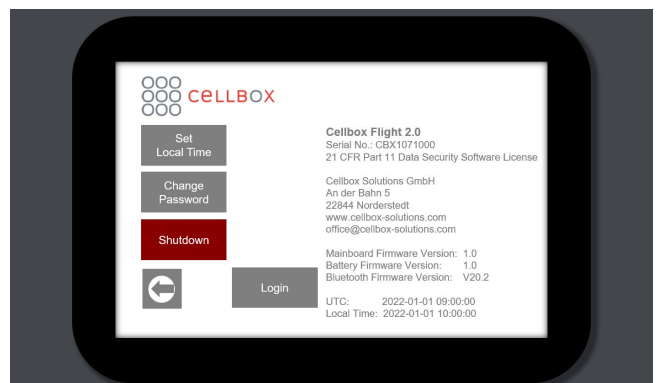 CELLBOX
Set
Local Time
Change
Password
Shutdown
Login
Cellbox Flight 2.0
Serial No.: CBX1071000
21 CFR Part 11 Data Security Software License
Cellbox Solutions GmbH
An der Bahn 5
22844 Norderstedt
www.cellbox-solutions.com
office@cellbox-solutions.com
Mainboard Firmware Version: 1.0
Battery Firmware Version: 1.0
Bluetooth Firmware Version: V20.2
UTC: 2022-01-01 09:00:00
Local Time: 2022-01-01 10:00:00